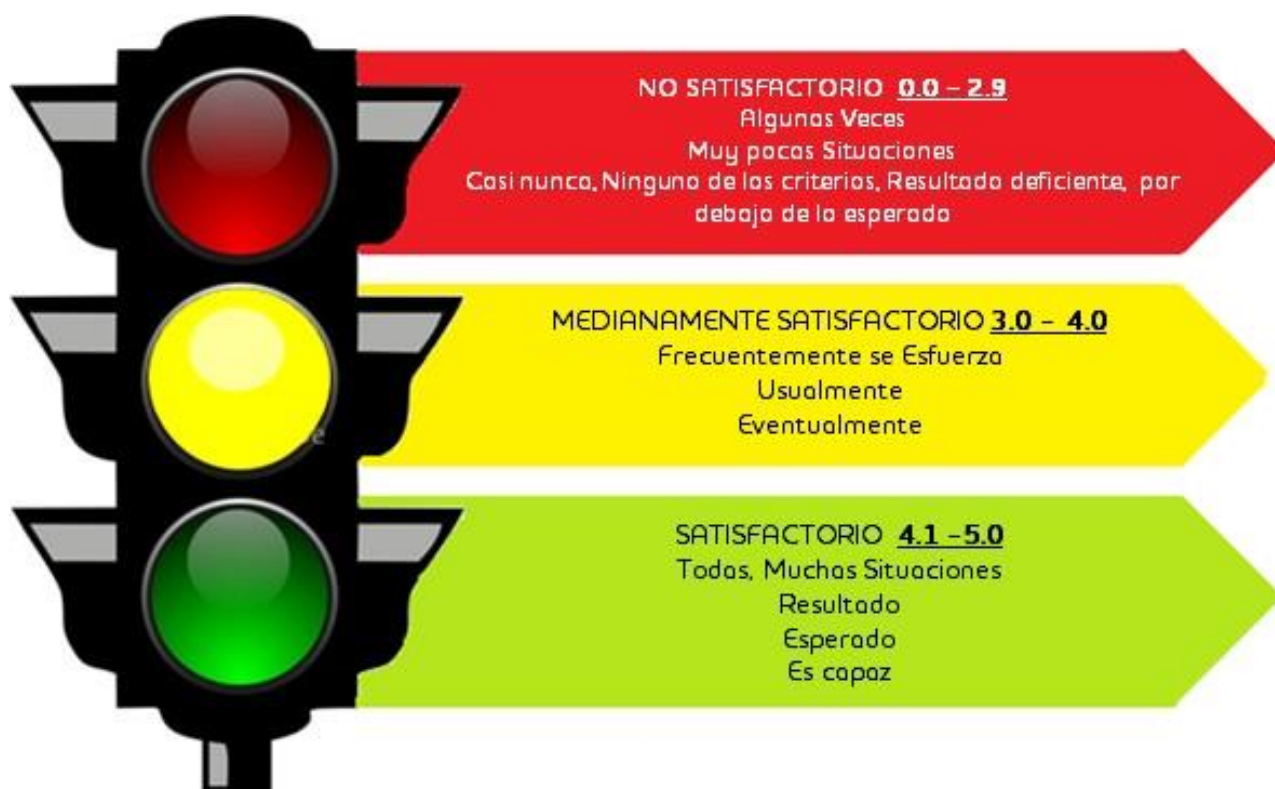 NO SATISFACTORIO 0.0 – 2.9
Algunas Veces
Muy pocas Situaciones
Casi nunca, Ninguno de los criterios, Resultado deficiente, por
debajo de lo esperado
MEDIANAMENTE SATISFACTORIO 3.0 – 4.0
Frecuentemente se Esfuerza
Usualmente
Eventualmente
SATISFACTORIO 4.1 –5.0
Todas, Muchas Situaciones
Resultado
Esperado
Es capaz